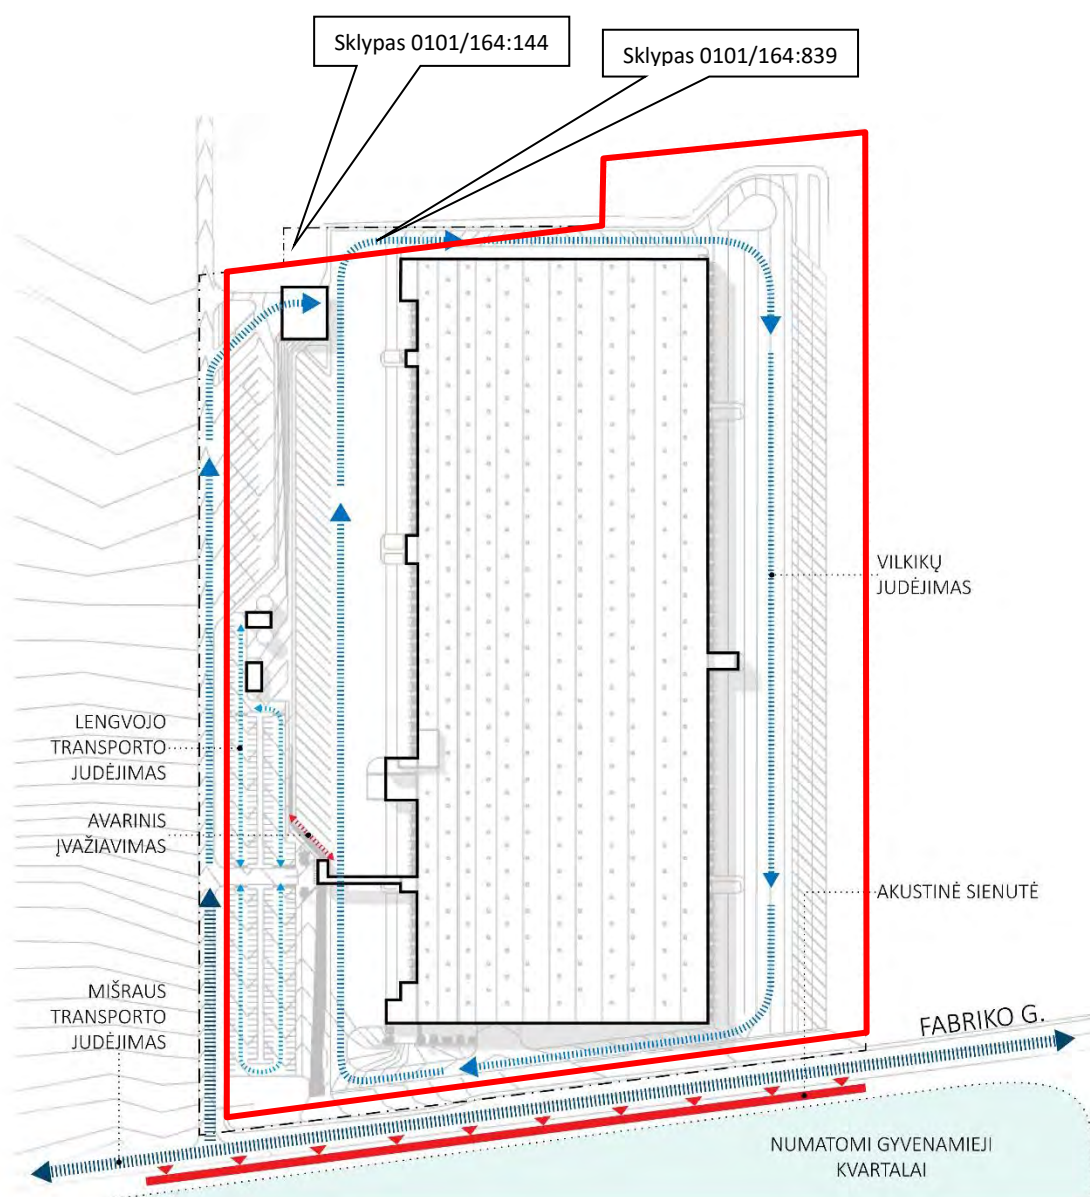 Sklypas 0101/164:144
Sklypas 0101/164:839
VILKIKŲ
JUDĖJIMAS
LENGVOJO
TRANSPORTO
JUDĖJIMAS
AVARINIS
ĮVAŽIAVIMAS
AKUSTINĖ SIENUTĖ
MIŠRAUS
TRANSPORTO
JUDĖJIMAS
FABRIKO G.
NUMATOMI GYVENAMIEJI
KVARTALAI